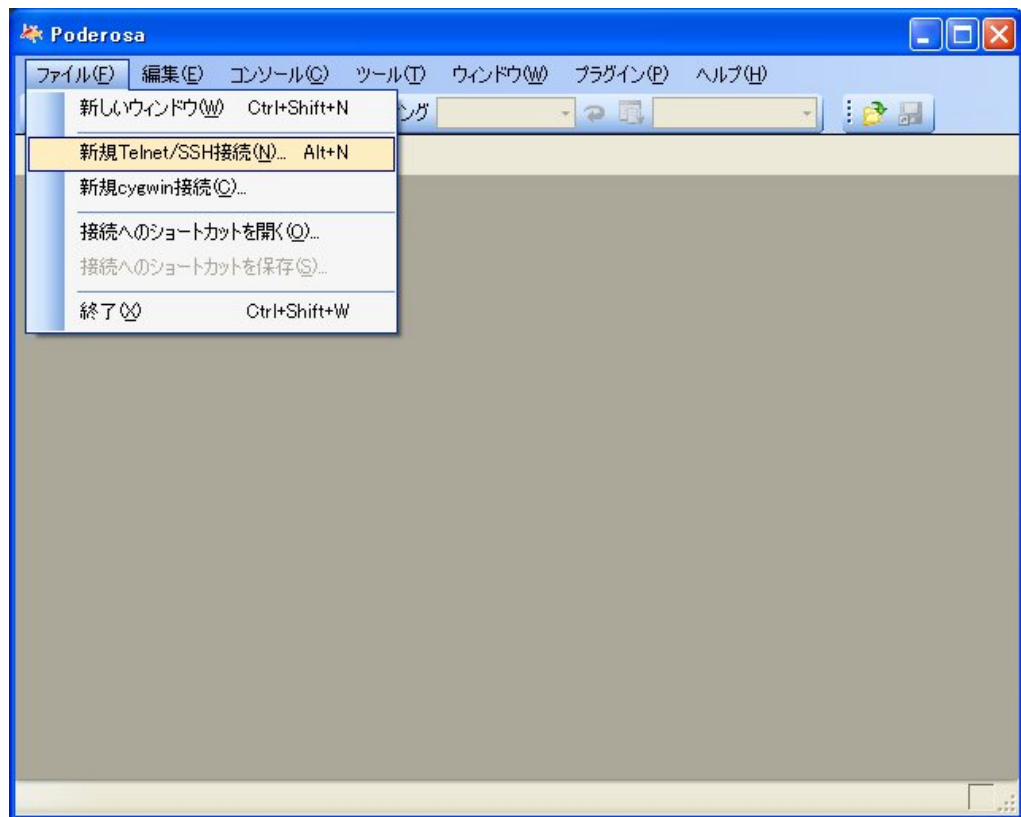 Poderosa
ファイル(F) 編集(E) コンソール(C) ツール(T) ウィンドウ(W) プラグイン(P) ヘルプ(H)
新しいウィンドウ(W) Ctrl+Shift+N
ング
新規Telnet/SSH接続(N)... Alt+N
新規cygwin接続(C)...
接続へのショートカットを開く(O)...
接続へのショートカットを保存(S)...
終了(X) Ctrl+Shift+W